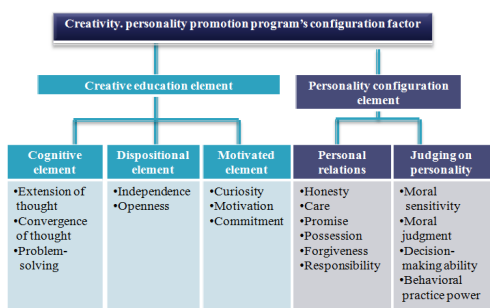 Creativity. personality promotion program's configuration factor
Creative education element
Personality configuration
element
Cognitive
element
•Extension of
thought
•Convergence
of thought
•Problem-
solving
Dispositional
element
•Independence
•Openness
Motivated
element
•Curiosity
•Motivation
•Commitment
Personal
relations
•Honesty
•Care
•Promise
•Possession
•Forgiveness
•Responsibility
Judging on
personality
•Moral
sensitivity
•Moral
judgment
•Decision-
making ability
•Behavioral
practice power